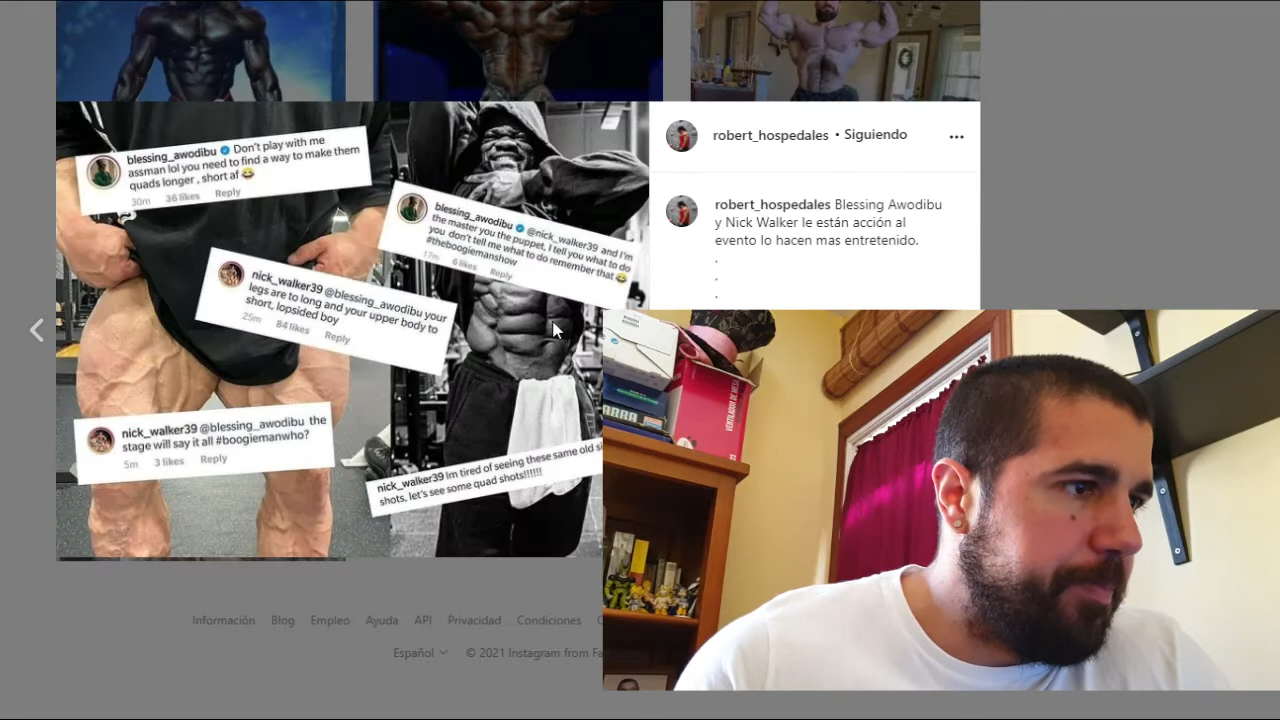 blessing_awodibu Don't play with me
assman lol you need to find a way to make them
quads longer , short af 😂
30m 36 likes Reply
blessing_awodibu @nick_walker39 and I'm
the master you the puppet, I tell you what to do
you don't tell me what to do remember that 😂
#theboogiemanshow
17m 6 likes Reply
nick_walker39 @blessing_awodibu your
legs are to long and your upper body to
short, lopsided boy
25m 84 likes Reply
nick_walker39 @blessing_awodibu the
stage will say it all #boogiemanwho?
5m 3 likes Reply
nick_walker39 Im tired of seeing these same old
shots, let's see some quad shots!!!!!!
robert_hospedales • Siguiendo
robert_hospedales Blessing Awodibu
y Nick Walker le están acción al
evento lo hacen mas entretenido.
.
.
.
VENTILADOR DE
Información Blog Empleo Ayuda API Privacidad Condiciones
Español © 2021 Instagram from Fa